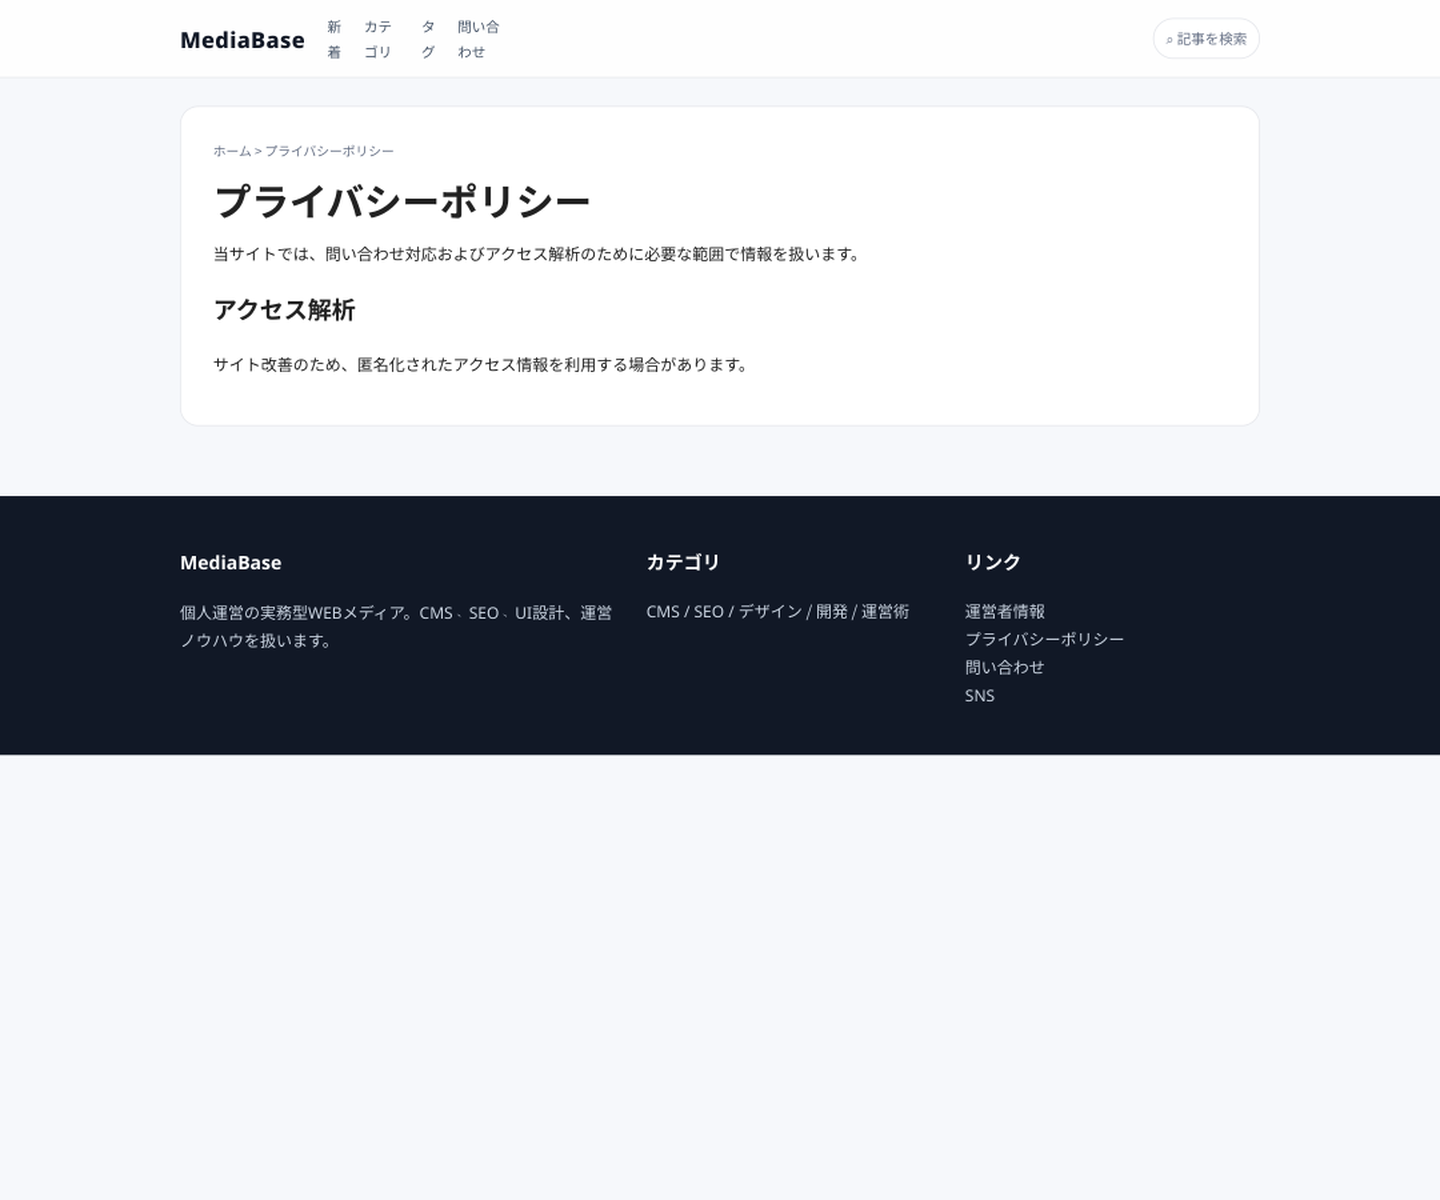 MediaBase
新着
カテゴリ
タグ
問い合わせ
⌕ 記事を検索
ホーム > プライバシーポリシー
プライバシーポリシー
当サイトでは、問い合わせ対応およびアクセス解析のために必要な範囲で情報を扱います。
アクセス解析
サイト改善のため、匿名化されたアクセス情報を利用する場合があります。
MediaBase
個人運営の実務型WEBメディア。CMS、SEO、UI設計、運営
ノウハウを扱います。
カテゴリ
CMS / SEO / デザイン / 開発 / 運営術
リンク
運営者情報
プライバシーポリシー
問い合わせ
SNS